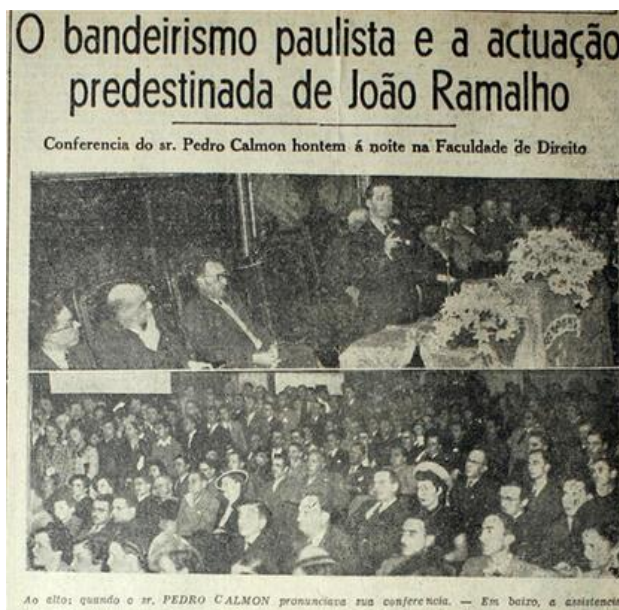 O bandeirismo paulista e a actuação
predestinada de João Ramalho
Conferencia do sr. Pedro Calmon hontem á noite na Faculdade de Direito
Ao alto; quando o sr. PEDRO CALMON pronunciava sua conferencia. — Em baixo, a assistencia